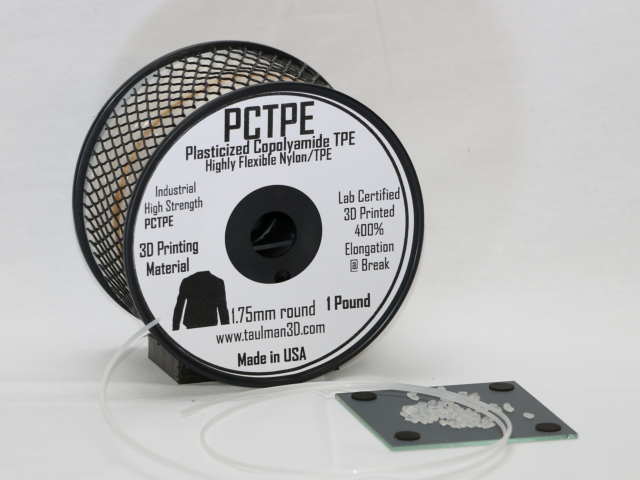 PCTPE
Plasticized Copolyamide TPE
Highly Flexible Nylon/TPE
Industrial
High Strength
PCTPE
3D Printing
Material
Lab Certified
3D Printed
400%
Elongation
@ Break
1.75mm round
1 Pound
www.taulman3D.com
Made in USA